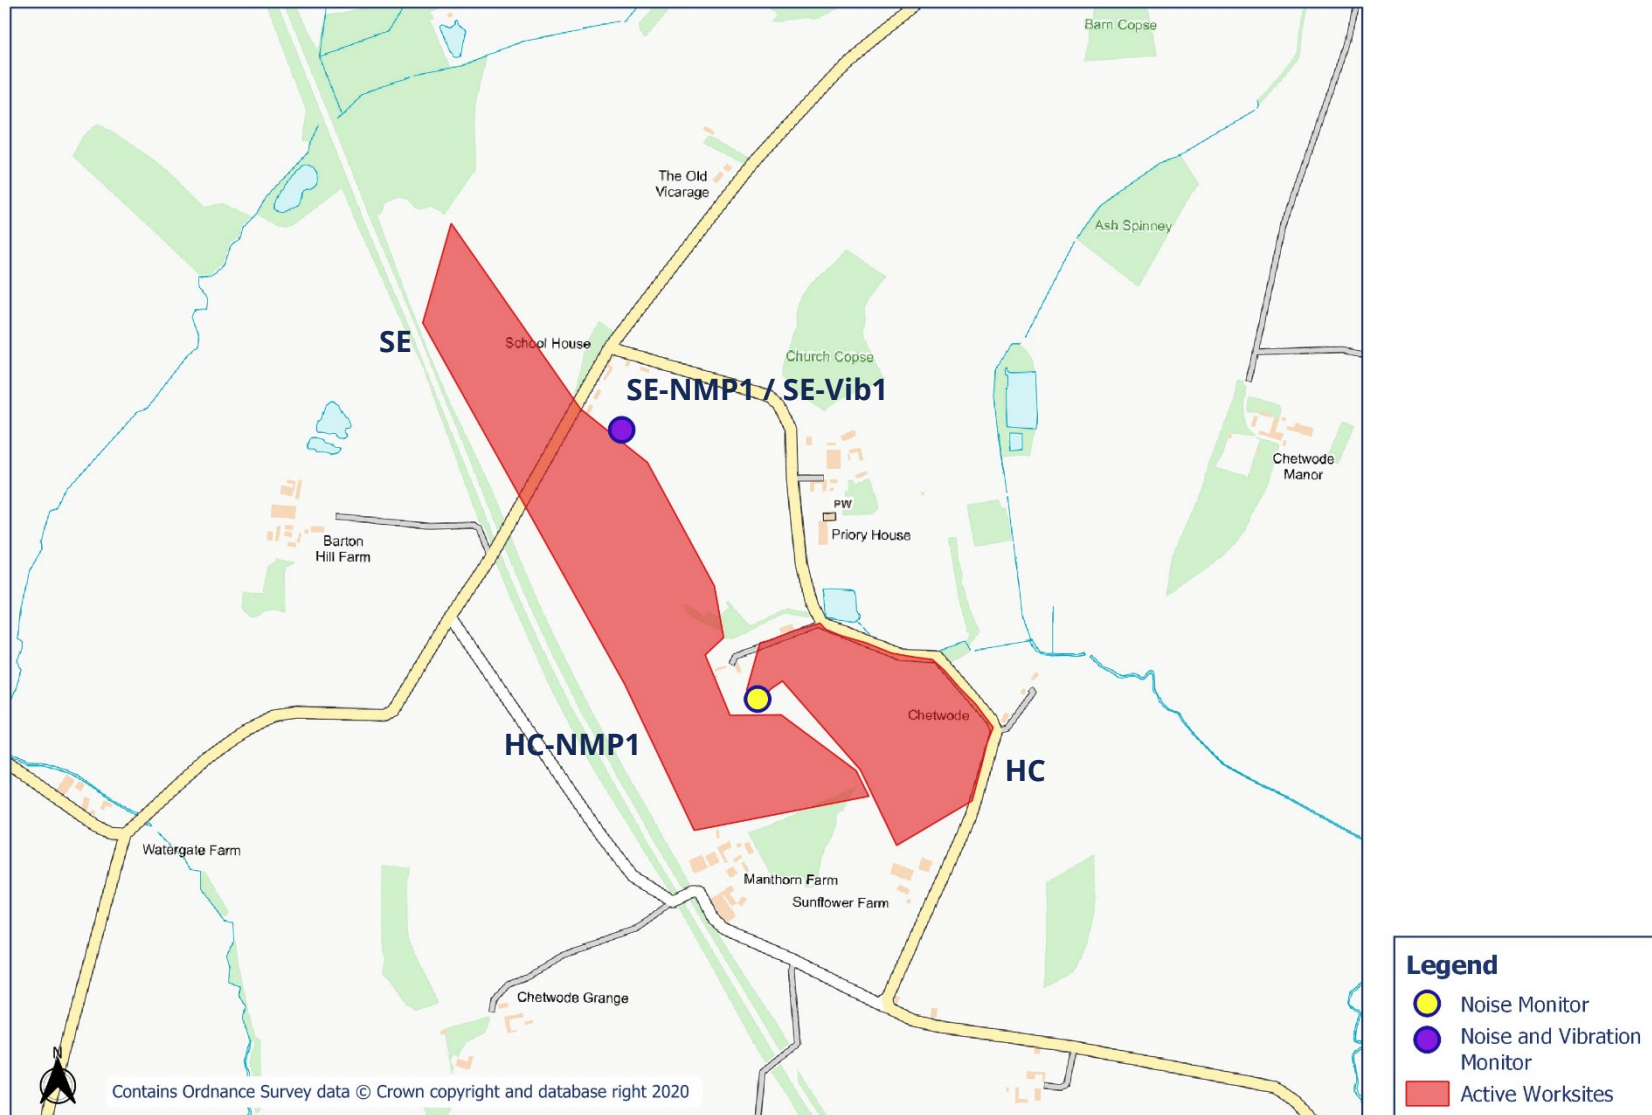 Barn Copse
The Old
Vicarage
Ash Spinney
SE
School House
Church Copse
SE-NMP1 / SE-Vib1
Chetwode
Manor
PW
Priory House
Barton
Hill Farm
Chetwode
HC-NMP1
HC
Watergate Farm
Manthorn Farm
Sunflower Farm
Chetwode Grange
N
Contains Ordnance Survey data © Crown copyright and database right 2020
Legend
Noise Monitor
Noise and Vibration
Monitor
Active Worksites